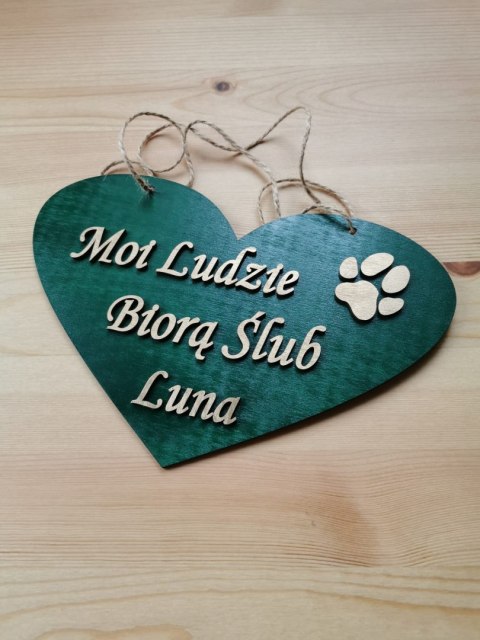 Moi Ludzie
Biorą Ślub
Luna